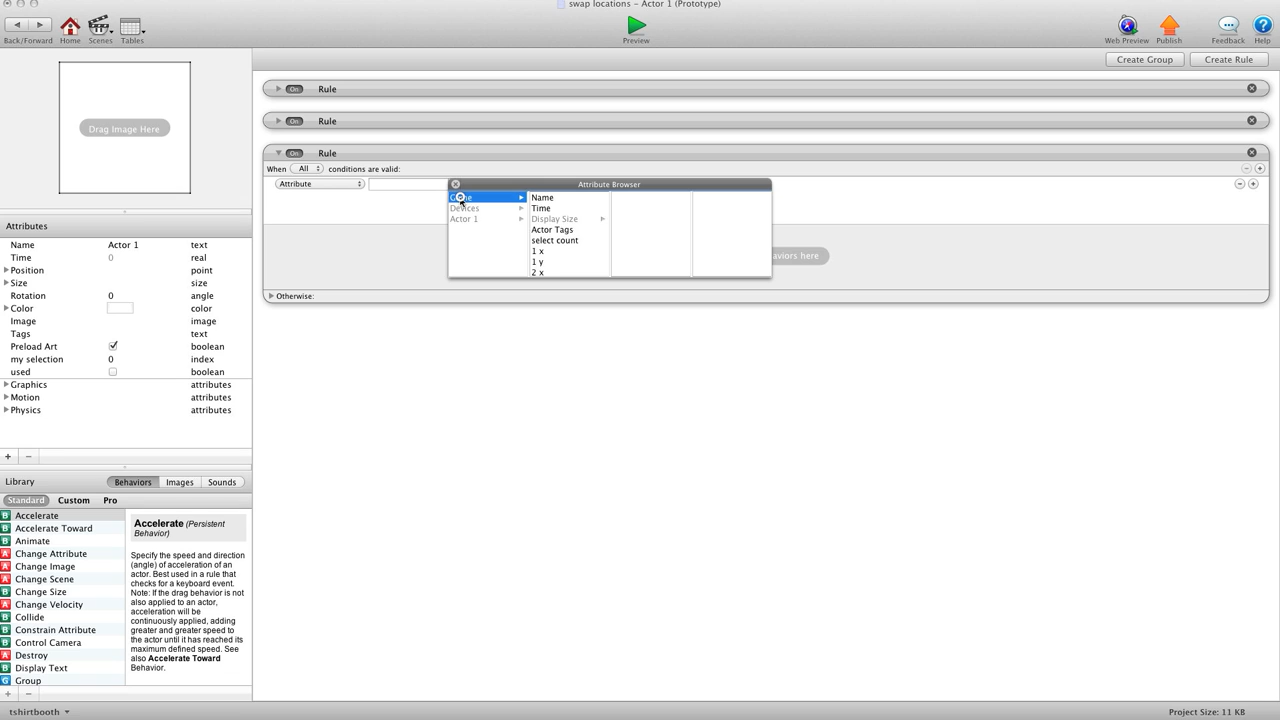 swap locations – Actor 1 (Prototype)
Back/Forward
Home
Scenes
Tables
Preview
Web Preview
Publish
Feedback
Help
Create Group
Create Rule
Drag Image Here
On Rule
On Rule
On Rule
When All conditions are valid:
Attribute
Attribute Browser
Devices
Actor 1
Name
Time
Display Size
Actor Tags
select count
1 x
1 y
2 x
here
Otherwise:
Attributes
Name Actor 1 text
Time 0 real
Position point
Size size
Rotation 0 angle
Color color
Image image
Tags text
Preload Art boolean
my selection 0 index
used boolean
Graphics attributes
Motion attributes
Physics attributes
+ −
Library Behaviors Images Sounds
Standard Custom Pro
B Accelerate
B Accelerate Toward
B Animate
A Change Attribute
A Change Image
A Change Scene
B Change Size
A Change Velocity
B Collide
B Constrain Attribute
B Control Camera
A Destroy
B Display Text
G Group
Accelerate (Persistent
Behavior)
Specify the speed and direction
(angle) of acceleration of an
actor. Best used in a rule that
checks for a keyboard event.
Note: If the drag behavior is not
also applied to an actor,
acceleration will be
continuously applied, adding
greater and greater speed to
the actor until it has reached its
maximum defined speed. See
also Accelerate Toward
Behavior.
+ −
tshirtbooth
Project Size: 11 KB